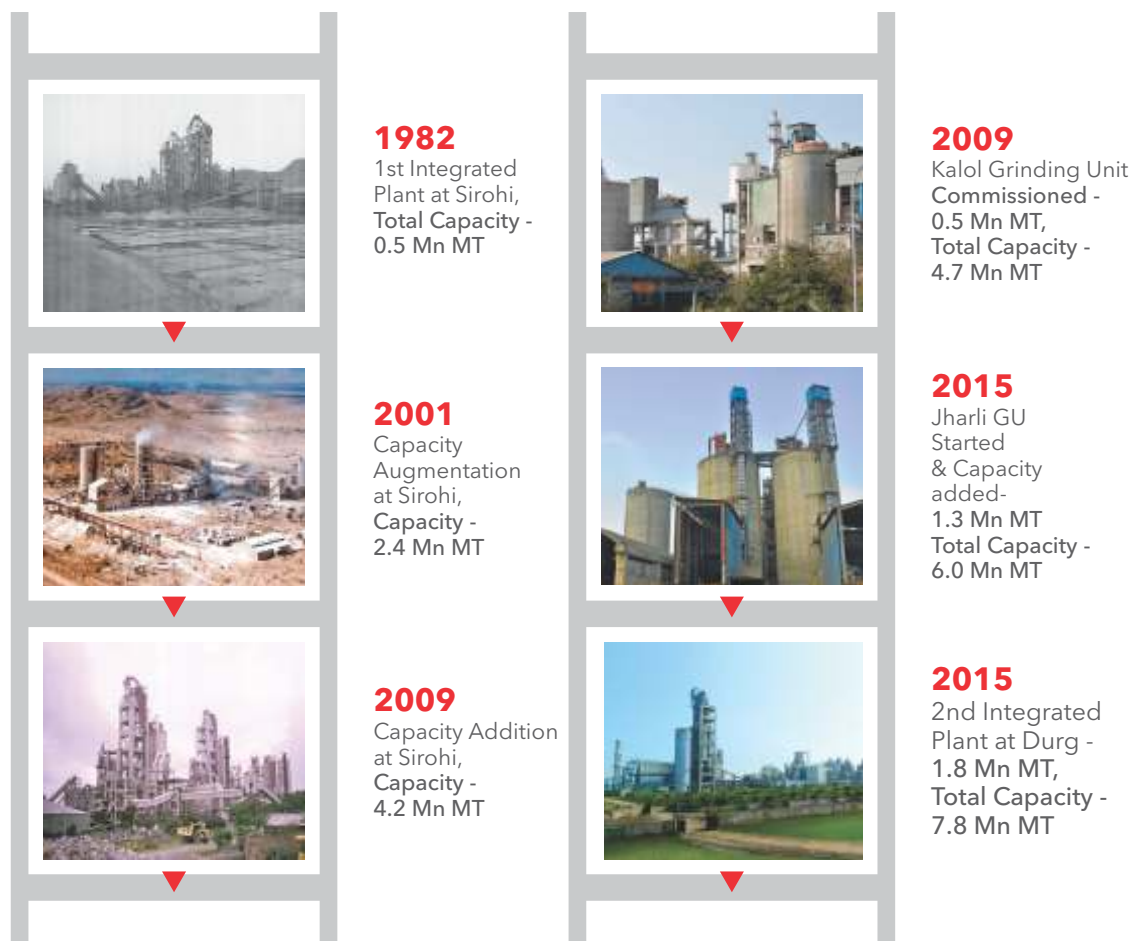 1982
1st Integrated
Plant at Sirohi,
Total Capacity -
0.5 Mn MT
2001
Capacity
Augmentation
at Sirohi,
Capacity -
2.4 Mn MT
2009
Capacity Addition
at Sirohi,
Capacity -
4.2 Mn MT
2009
Kalol Grinding Unit
Commissioned -
0.5 Mn MT,
Total Capacity -
4.7 Mn MT
2015
Jharli GU
Started
& Capacity
added-
1.3 Mn MT
Total Capacity -
6.0 Mn MT
2015
2nd Integrated
Plant at Durg -
1.8 Mn MT,
Total Capacity -
7.8 Mn MT